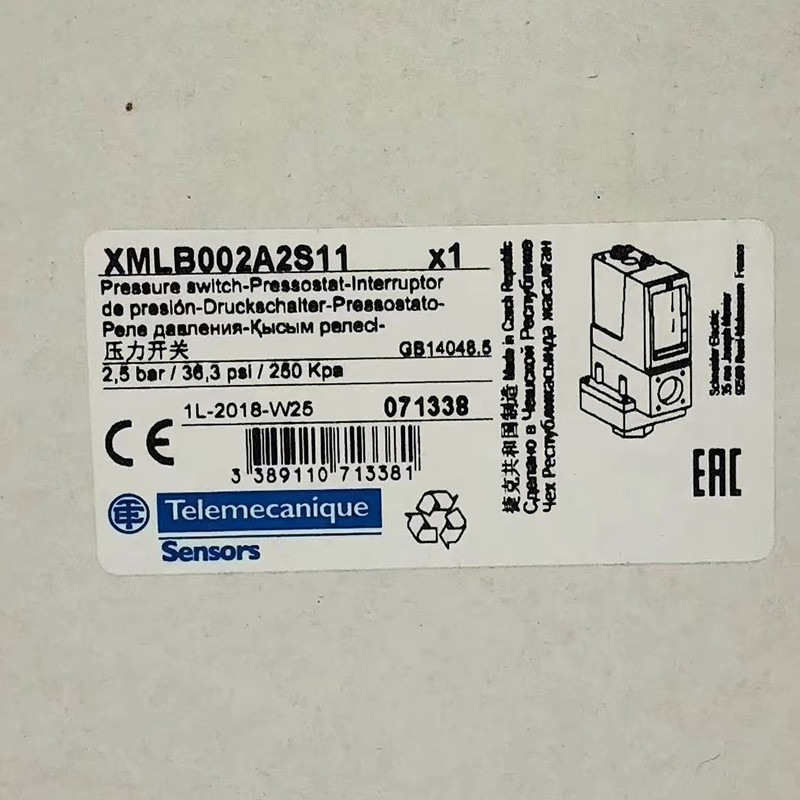 XMLB002A2S11 x1
Pressure switch-Pressostat-Interruptor
de presión-Druckschalter-Pressostato-
Реле давления-Қысым релесі-
压力开关 GB14048.5
2,5 bar / 36,3 psi / 250 Kpa
1L-2018-W25 071338
CE
3 389110 713381
Telemecanique
Sensors
捷克共和国制造 Made in Czech Republic
Сделано в Чешской Республике
Чех Республикасында жасалған
Schneider Electric
35 rue Joseph Monier
92500 Rueil-Malmaison France
EAC